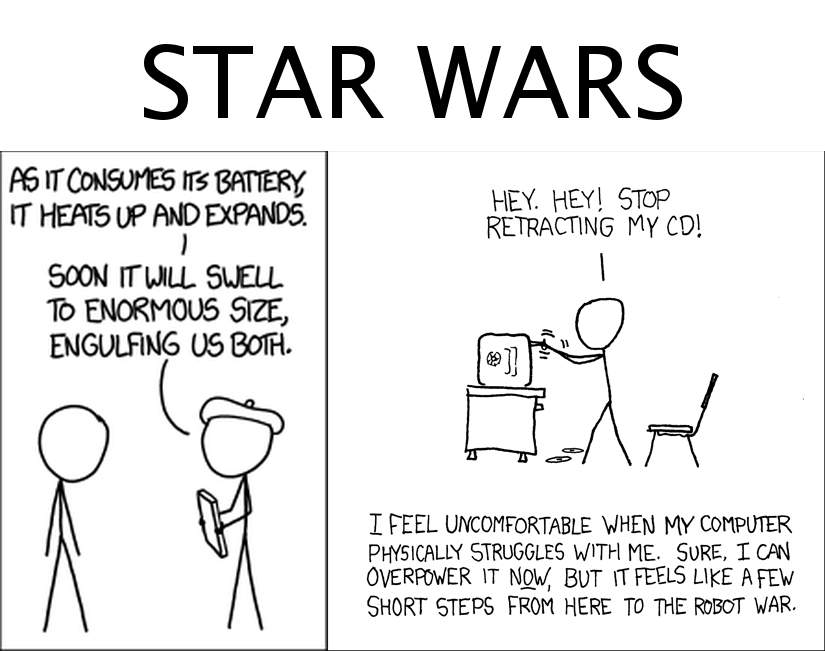 STAR WARS
AS IT CONSUMES ITS BATTERY,
IT HEATS UP AND EXPANDS.
SOON IT WILL SWELL
TO ENORMOUS SIZE,
ENGULFING US BOTH.
HEY. HEY! STOP
RETRACTING MY CD!
I FEEL UNCOMFORTABLE WHEN MY COMPUTER
PHYSICALLY STRUGGLES WITH ME. SURE, I CAN
OVERPOWER IT NOW, BUT IT FEELS LIKE A FEW
SHORT STEPS FROM HERE TO THE ROBOT WAR.